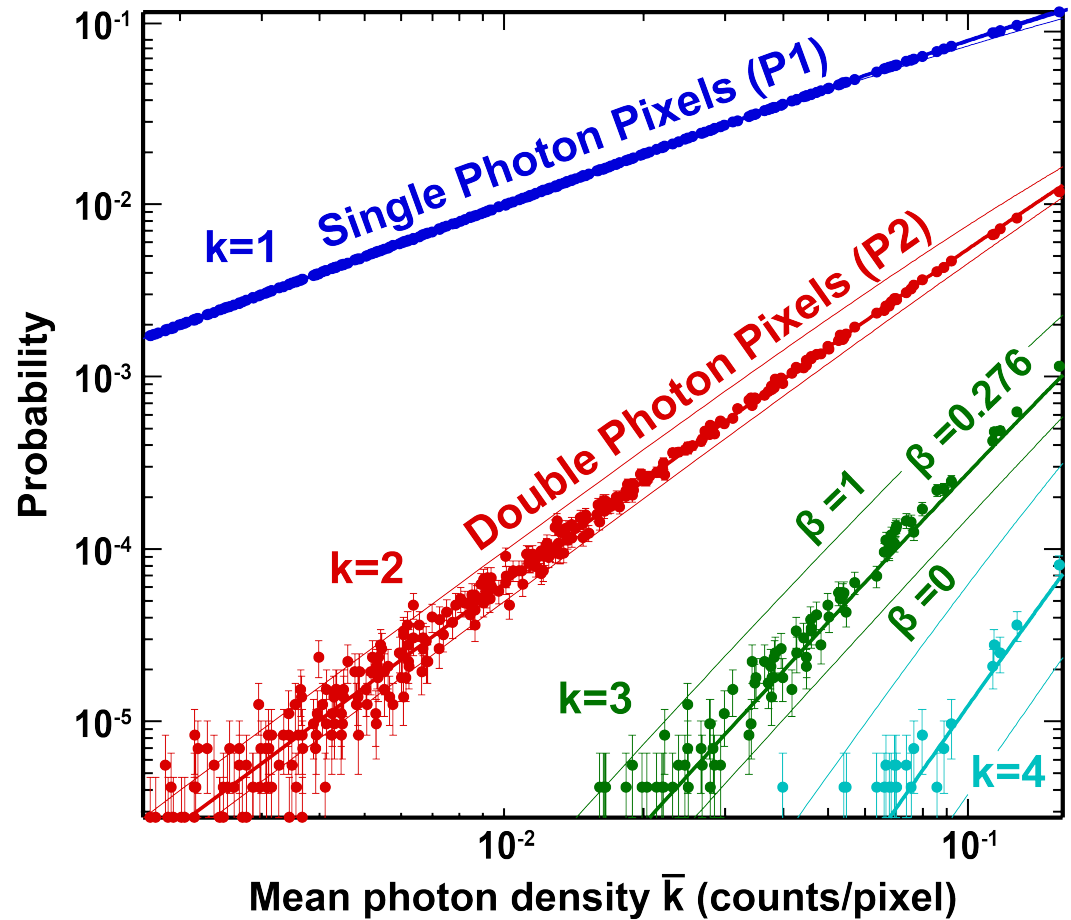 10⁻¹
10⁻²
10⁻³
10⁻⁴
10⁻⁵
Probability
Single Photon Pixels (P1)
k=1
Double Photon Pixels (P2)
k=2
β =0.276
β =1
β =0
k=3
k=4
10⁻²
10⁻¹
Mean photon density k̅ (counts/pixel)